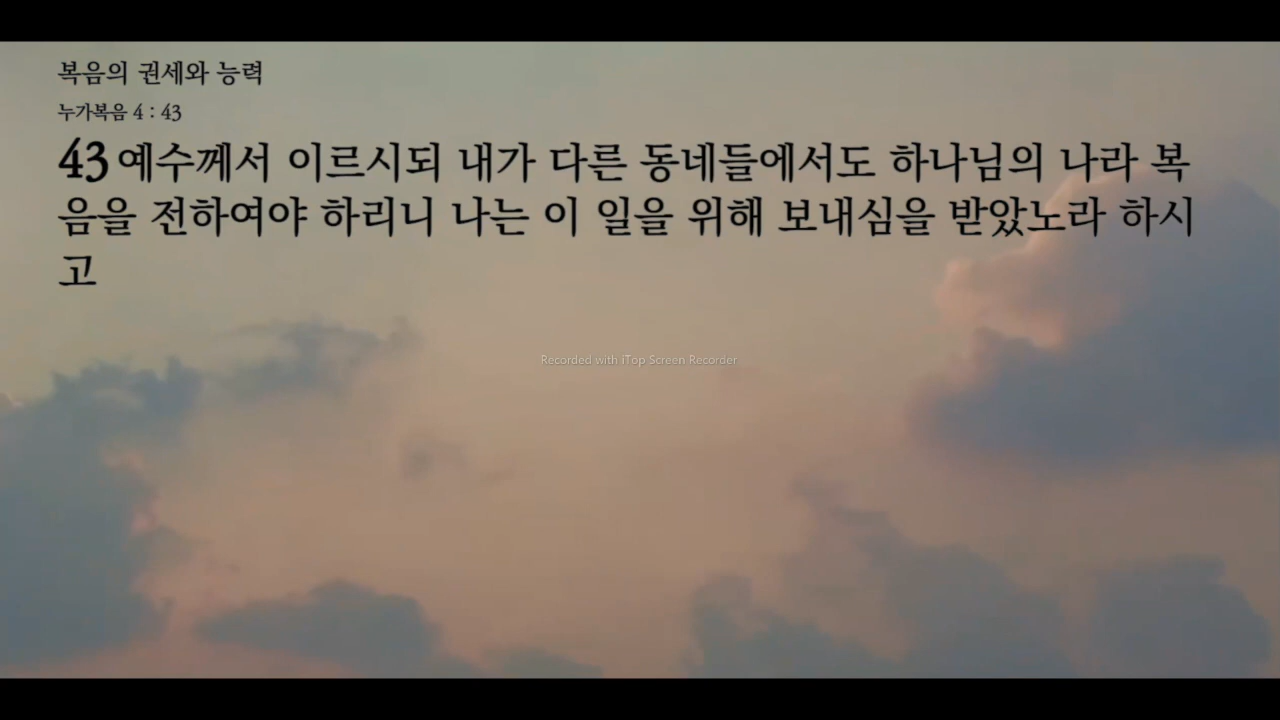 복음의 권세와 능력
누가복음 4 : 43
43 예수께서 이르시되 내가 다른 동네들에서도 하나님의 나라 복
음을 전하여야 하리니 나는 이 일을 위해 보내심을 받았노라 하시
고
Recorded with iTop Screen Recorder